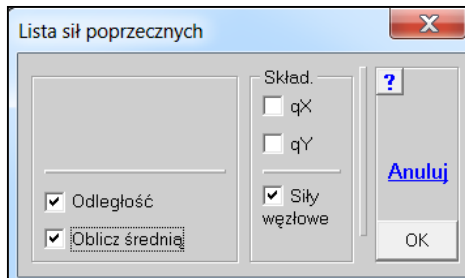 Lista sił poprzecznych
Skład.
qX
qY
Odległość
Oblicz średnią
Siły
węzłowe
?
Anuluj
OK